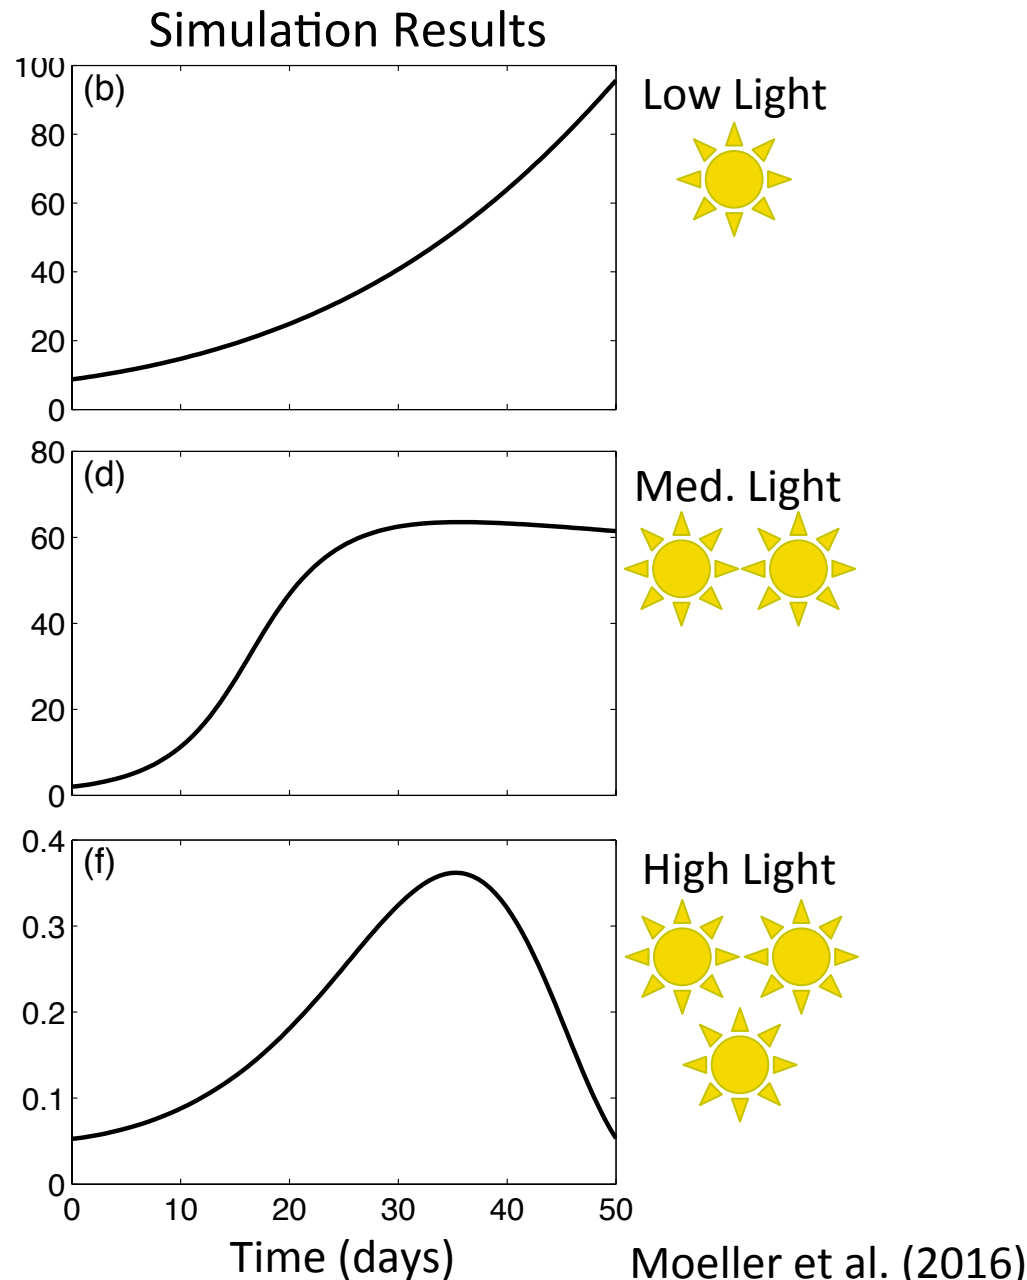 Simulation Results
100
(b)
Low Light
80
60
40
20
0
80
(d)
Med. Light
60
40
20
0
0.4
(f)
High Light
0.3
0.2
0.1
0
0 10 20 30 40 50
Time (days)
Moeller et al. (2016)